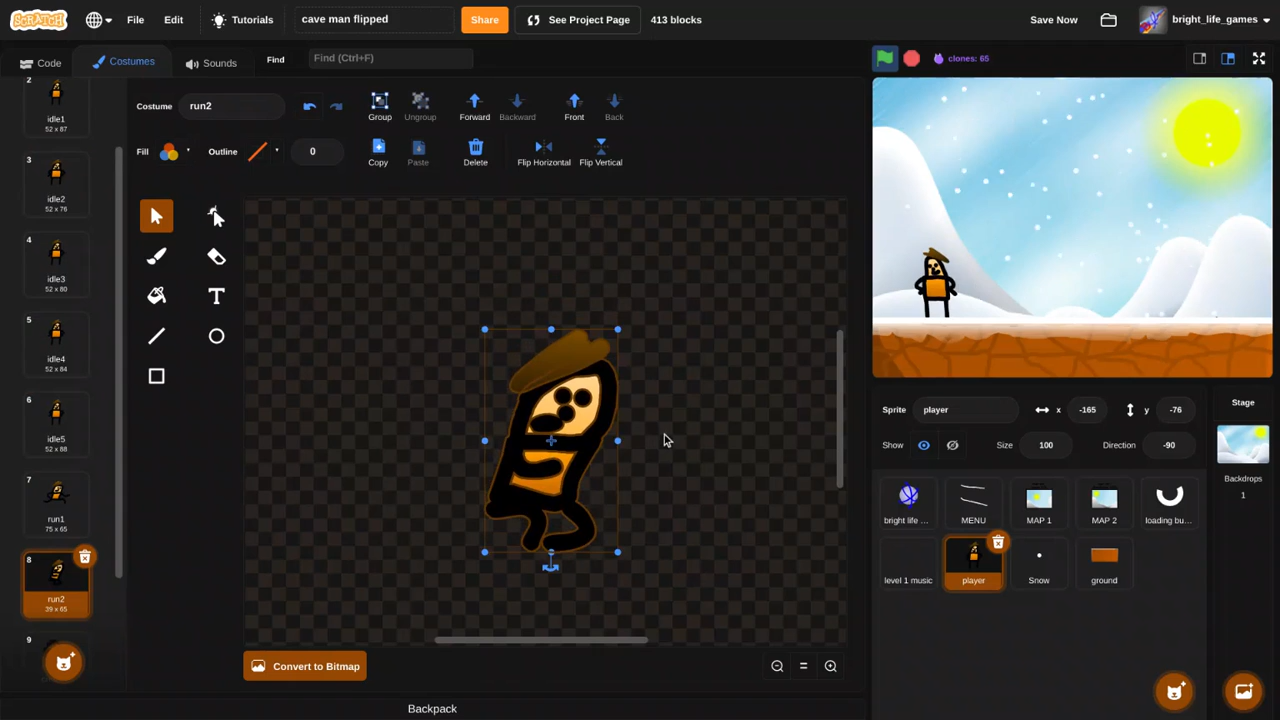 SCRATCH File Edit Tutorials cave man flipped Share See Project Page 413 blocks Save Now bright_life_games
Code Costumes Sounds Find Find (Ctrl+F) clones: 65
Costume run2 Group Ungroup Forward Backward Front Back
Fill Outline 0 Copy Paste Delete Flip Horizontal Flip Vertical
2
idle1
52 x 87
3
idle2
52 x 76
4
idle3
52 x 80
5
idle4
52 x 84
6
idle5
52 x 88
7
run1
75 x 65
8
run2
39 x 65
9
T
Convert to Bitmap
Backpack
Sprite player x -165 y -76
Show Size 100 Direction -90
bright life ... MENU MAP 1 MAP 2 loading bu...
level 1 music player Snow ground
Stage
Backdrops
1